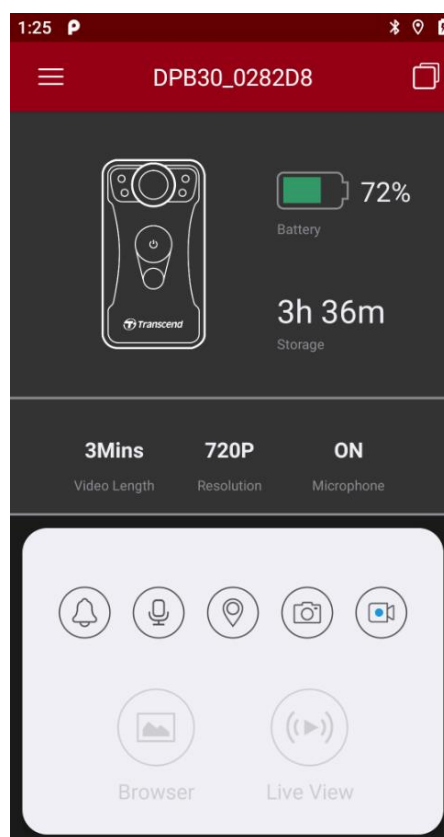 1:25
DPB30_0282D8
72%
Battery
Transcend
3h 36m
Storage
3Mins 720P ON
Video Length Resolution Microphone
Browser Live View